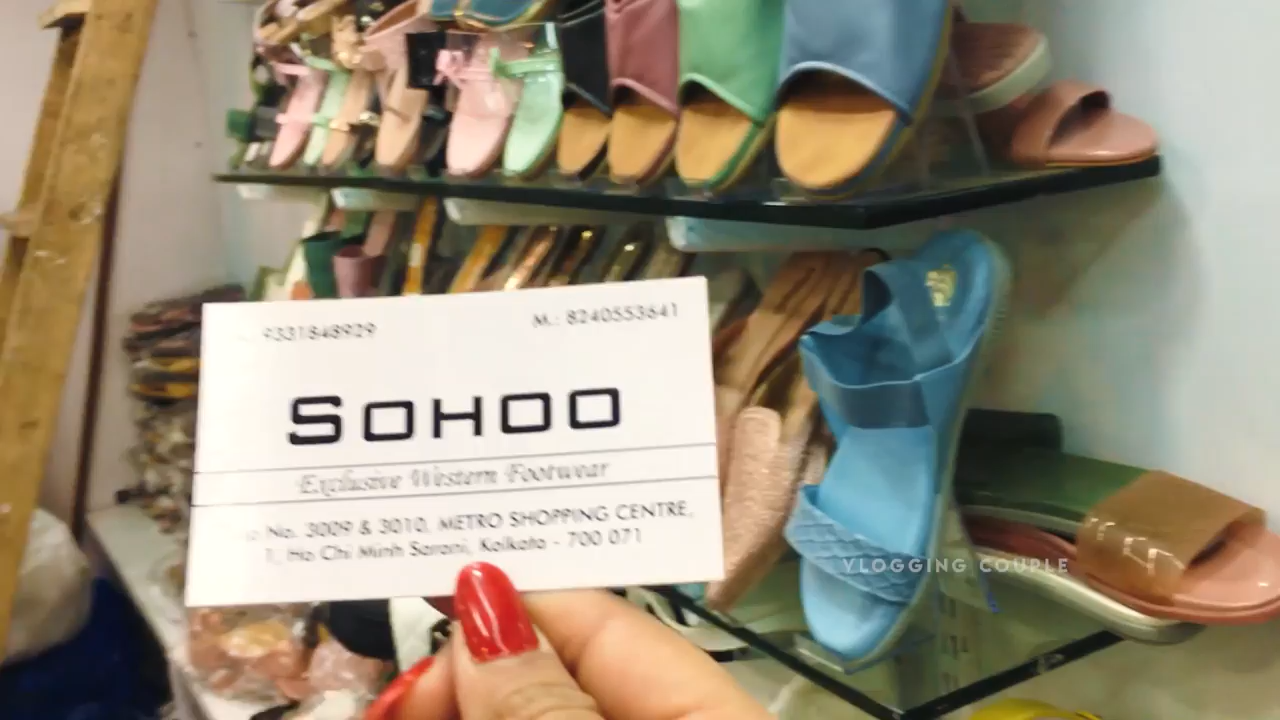 9331848929
M.: 8240553641
SOHOO
Exclusive Western Footwear
No. 3009 & 3010, METRO SHOPPING CENTRE,
1, Ho Chi Minh Sarani, Kolkata - 700 071
VLOGGING COUPLE